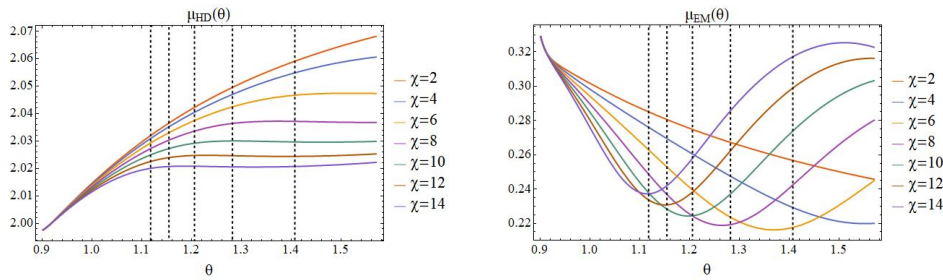 μHD(θ)
2.07
2.06
2.05
2.04
2.03
2.02
2.01
2.00
0.9 1.0 1.1 1.2 1.3 1.4 1.5
θ
χ=2
χ=4
χ=6
χ=8
χ=10
χ=12
χ=14
μEM(θ)
0.32
0.30
0.28
0.26
0.24
0.22
0.9 1.0 1.1 1.2 1.3 1.4 1.5
θ
χ=2
χ=4
χ=6
χ=8
χ=10
χ=12
χ=14